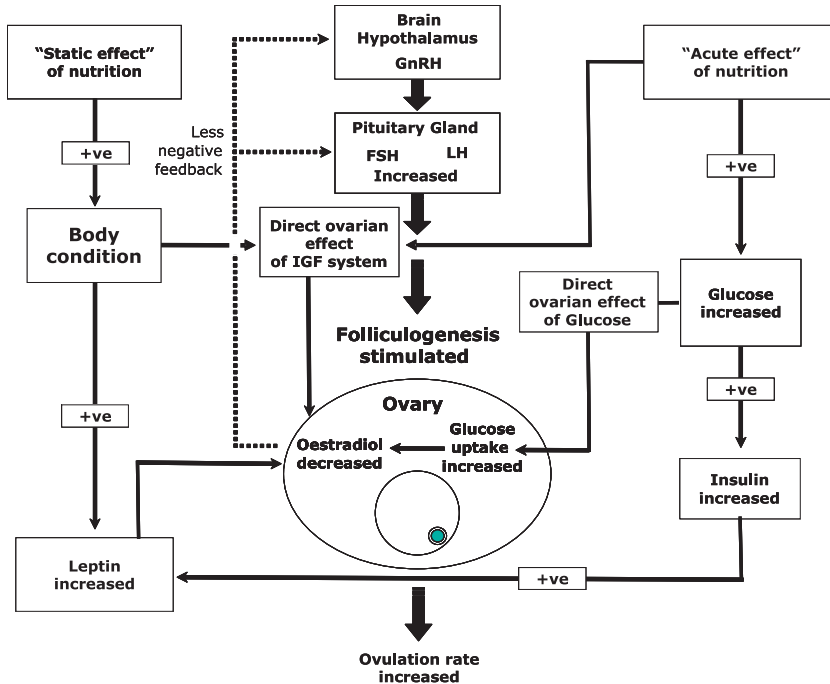 Brain
Hypothalamus
GnRH
“Static effect”
of nutrition
“Acute effect”
of nutrition
Less
negative
feedback
Pituitary Gland
FSH LH
Increased
+ve
+ve
Body
condition
Direct ovarian
effect
of IGF system
Direct
ovarian effect
of Glucose
Glucose
increased
Folliculogenesis
stimulated
+ve
+ve
Ovary
Oestradiol
decreased
Glucose
uptake
increased
Insulin
increased
Leptin
increased
+ve
Ovulation rate
increased